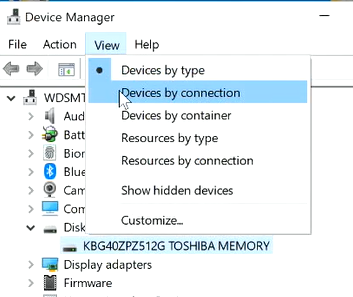 Device Manager
File Action View Help
Devices by type
Devices by connection
Devices by container
Resources by type
Resources by connection
Show hidden devices
Customize...
WDSMT
Aud
Batt
Bion
Blue
Cam
Com
Disk
KBG40ZPZ512G TOSHIBA MEMORY
Display adapters
Firmware